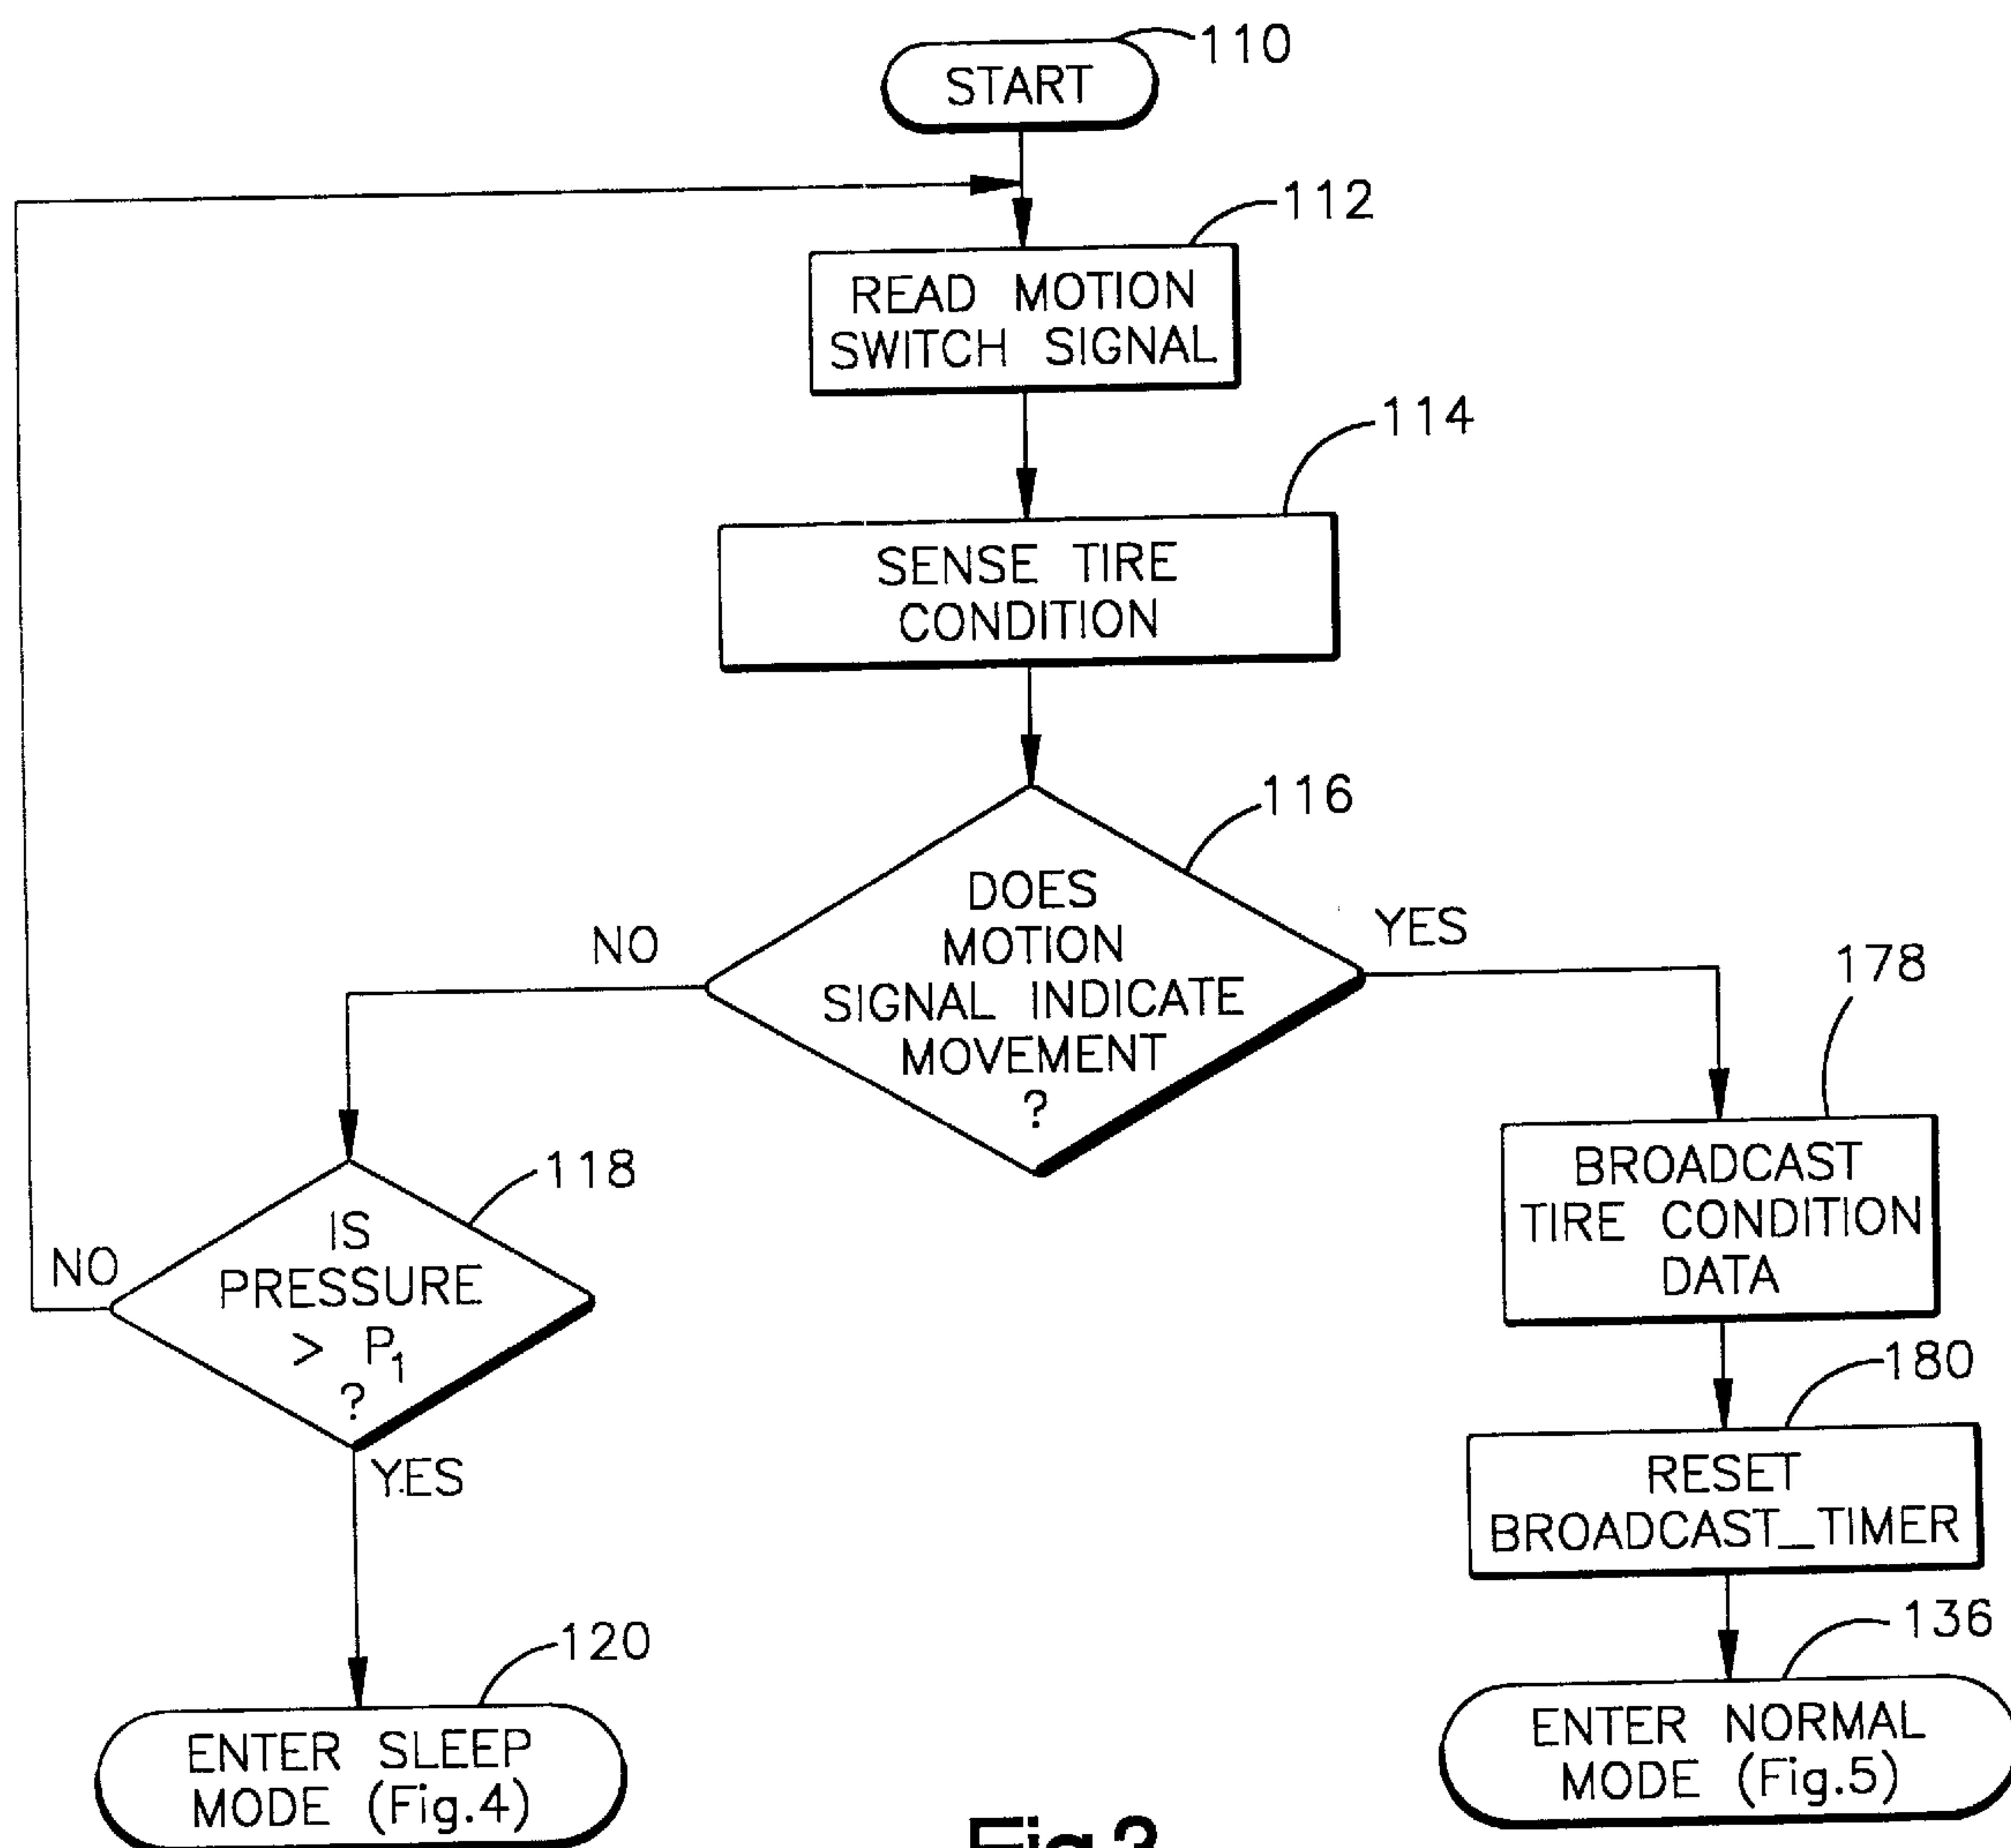 START
110
READ MOTION
SWITCH SIGNAL
112
SENSE TIRE
CONDITION
114
DOES
MOTION
SIGNAL INDICATE
MOVEMENT
?
116
NO
YES
IS
PRESSURE
> P1
?
118
NO
YES
BROADCAST
TIRE CONDITION
DATA
178
RESET
BROADCAST_TIMER
180
ENTER SLEEP
MODE (Fig.4)
120
ENTER NORMAL
MODE (Fig.5)
136
Fig.3